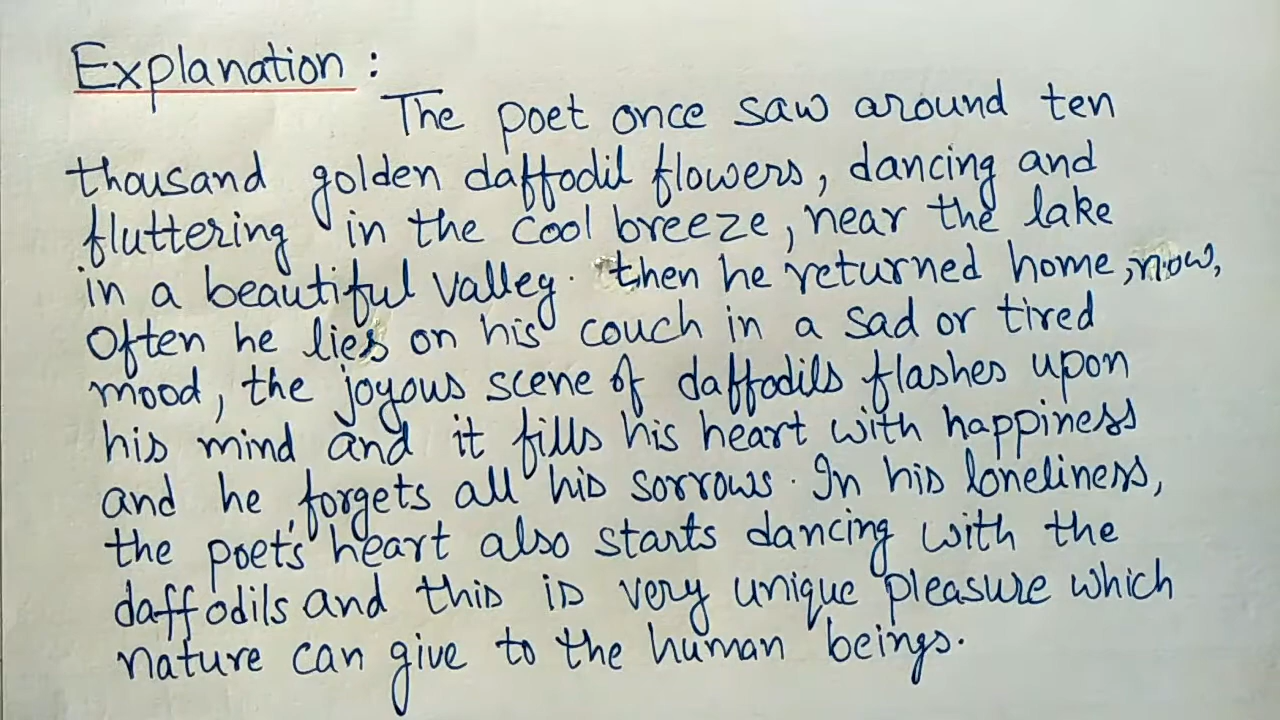 Explanation :
The poet once saw around ten
thousand golden daffodil flowers, dancing and
fluttering in the cool breeze, near the lake
in a beautiful valley. then he returned home, now,
Often he lies on his couch in a sad or tired
mood, the joyous scene of daffodils flashes upon
his mind and it fills his heart with happiness
and he forgets all his sorrows. In his loneliness,
the poet's heart also starts dancing with the
daffodils and this is very unique pleasure which
nature can give to the human beings.